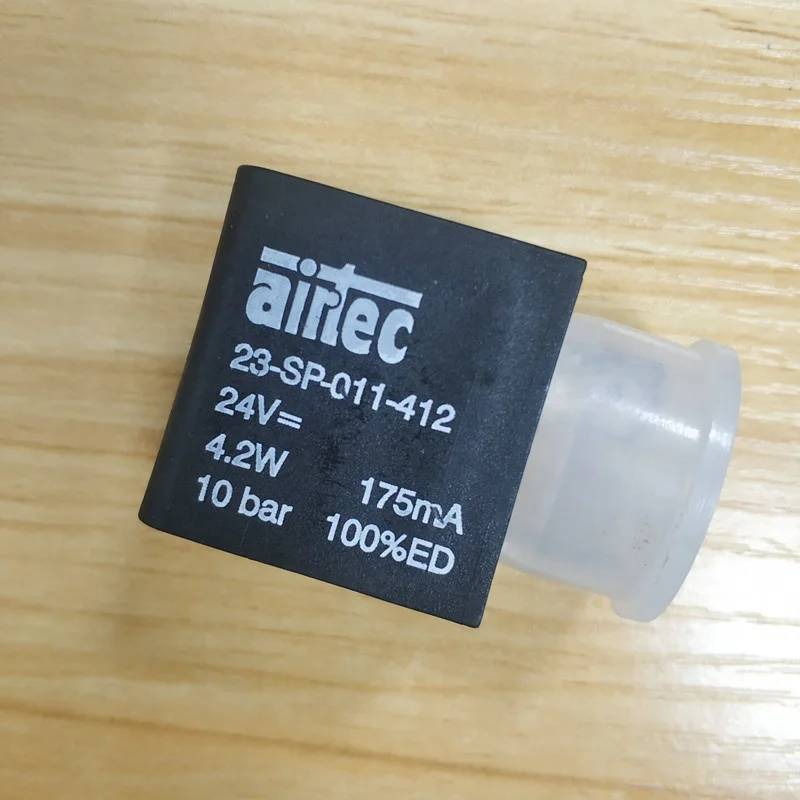 airtec
23-SP-011-412
24V=
4.2W 175mA
10 bar 100%ED